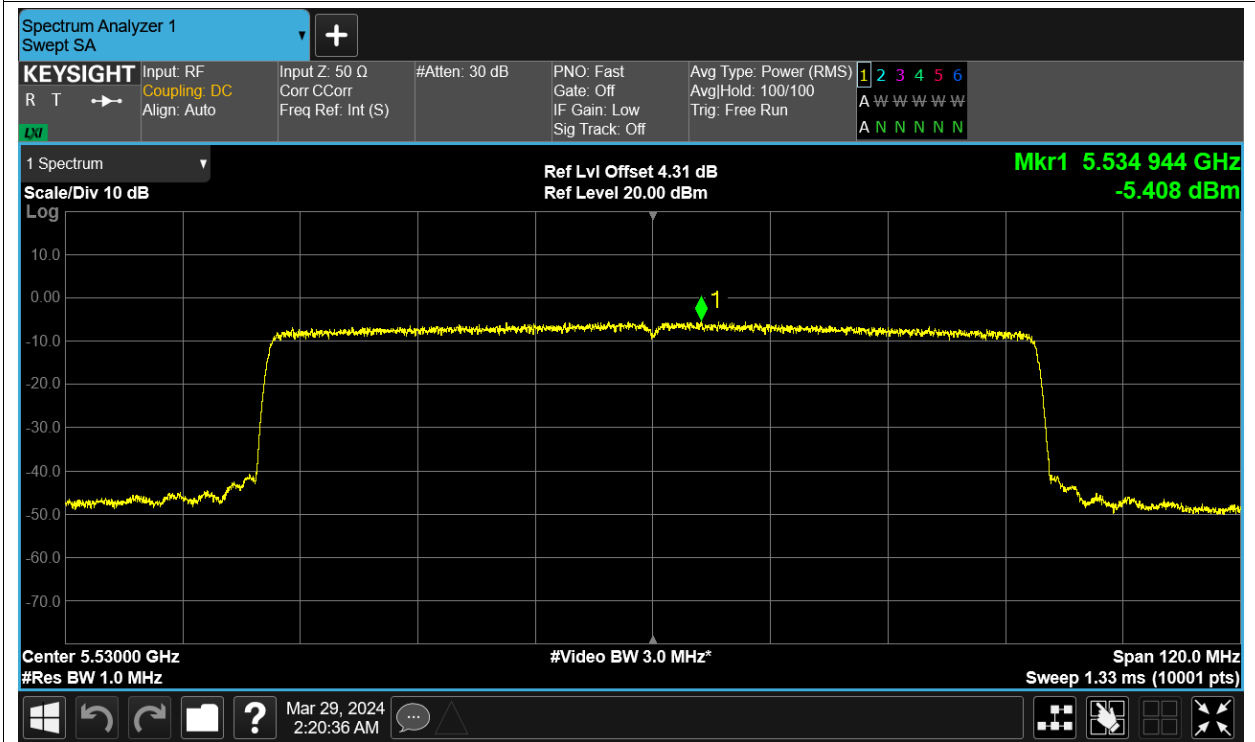 Spectrum Analyzer 1
Swept SA
KEYSIGHT
R T
LXI
Input: RF
Coupling: DC
Align: Auto
Input Z: 50 Ω
Corr CCorr
Freq Ref: Int (S)
#Atten: 30 dB
PNO: Fast
Gate: Off
IF Gain: Low
Sig Track: Off
Avg Type: Power (RMS)
Avg|Hold: 100/100
Trig: Free Run
1 2 3 4 5 6
A W W W W W
A N N N N N
1 Spectrum
Scale/Div 10 dB
Log
Ref Lvl Offset 4.31 dB
Ref Level 20.00 dBm
Mkr1 5.534 944 GHz
-5.408 dBm
10.0
0.00
-10.0
-20.0
-30.0
-40.0
-50.0
-60.0
-70.0
1
Center 5.53000 GHz
#Res BW 1.0 MHz
#Video BW 3.0 MHz*
Span 120.0 MHz
Sweep 1.33 ms (10001 pts)
?
Mar 29, 2024
2:20:36 AM